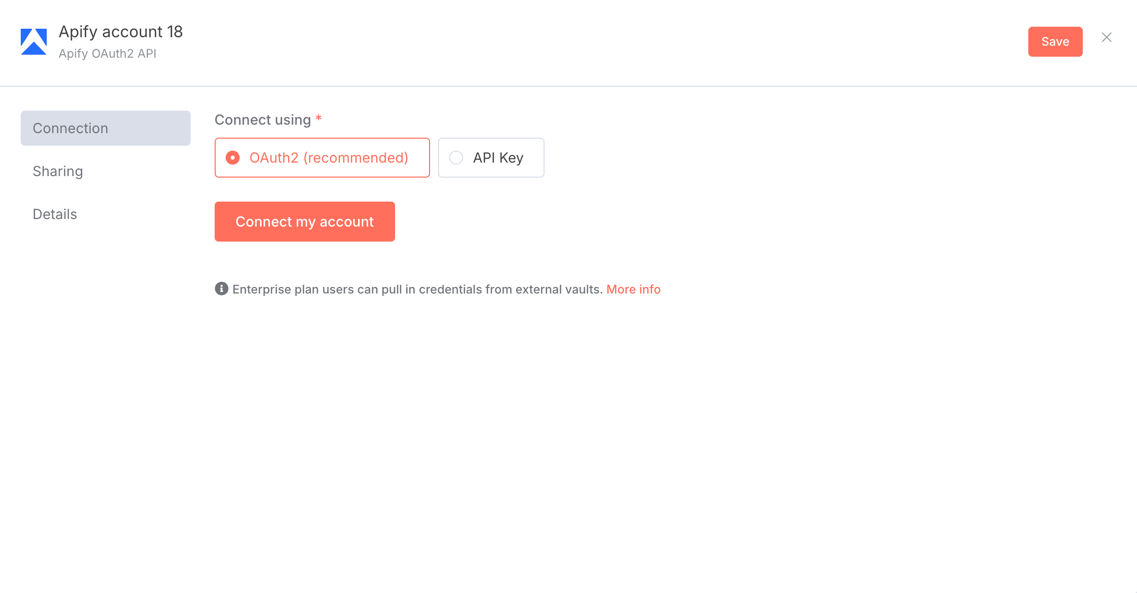 Apify account 18
Apify OAuth2 API
Save
Connection
Sharing
Details
Connect using *
OAuth2 (recommended)
API Key
Connect my account
Enterprise plan users can pull in credentials from external vaults. More info